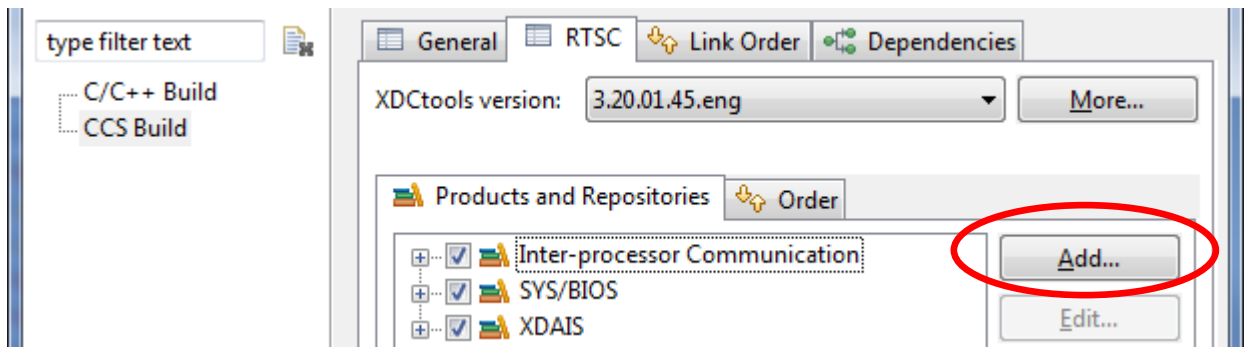 type filter text
C/C++ Build
CCS Build
General RTSC Link Order Dependencies
XDCtools version: 3.20.01.45.eng More...
Products and Repositories Order
Inter-processor Communication
SYS/BIOS
XDAIS
Add...
Edit...